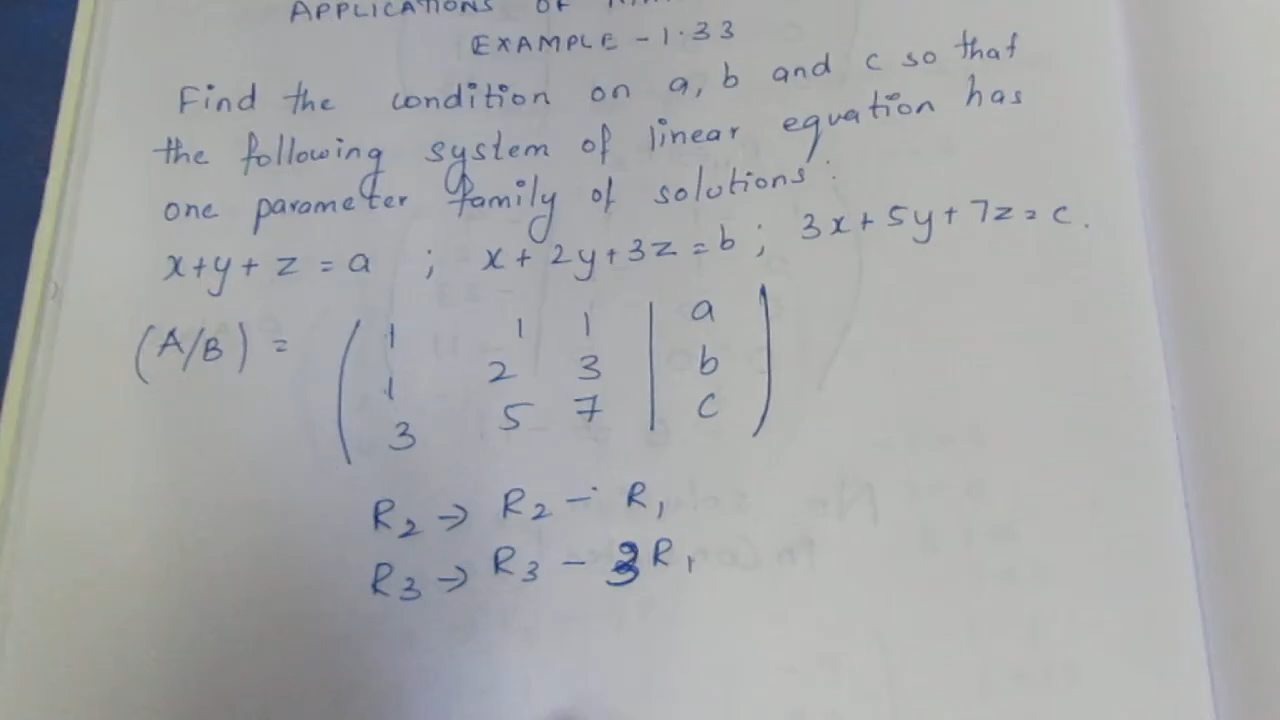 APPLICATIONS OF
EXAMPLE - 1.33
Find the condition on a, b and c so that
the following system of linear equation has
one parameter family of solutions:
x+y+z=a ; x+2y+3z=b ; 3x+5y+7z=c.
(A/B) = ( 1 1 1 | a
1 2 3 | b
3 5 7 | c )
R2 → R2 - R1
R3 → R3 - 3R1